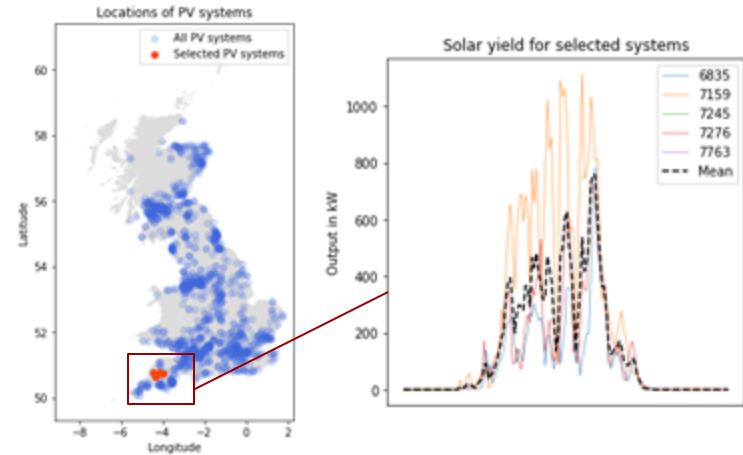 Locations of PV systems
All PV systems
Selected PV systems
60
58
56
54
52
50
Latitude
−8
−6
−4
−2
0
2
Longitude
Solar yield for selected systems
6835
7159
7245
7276
7763
Mean
1000
800
600
400
200
0
Output in kW